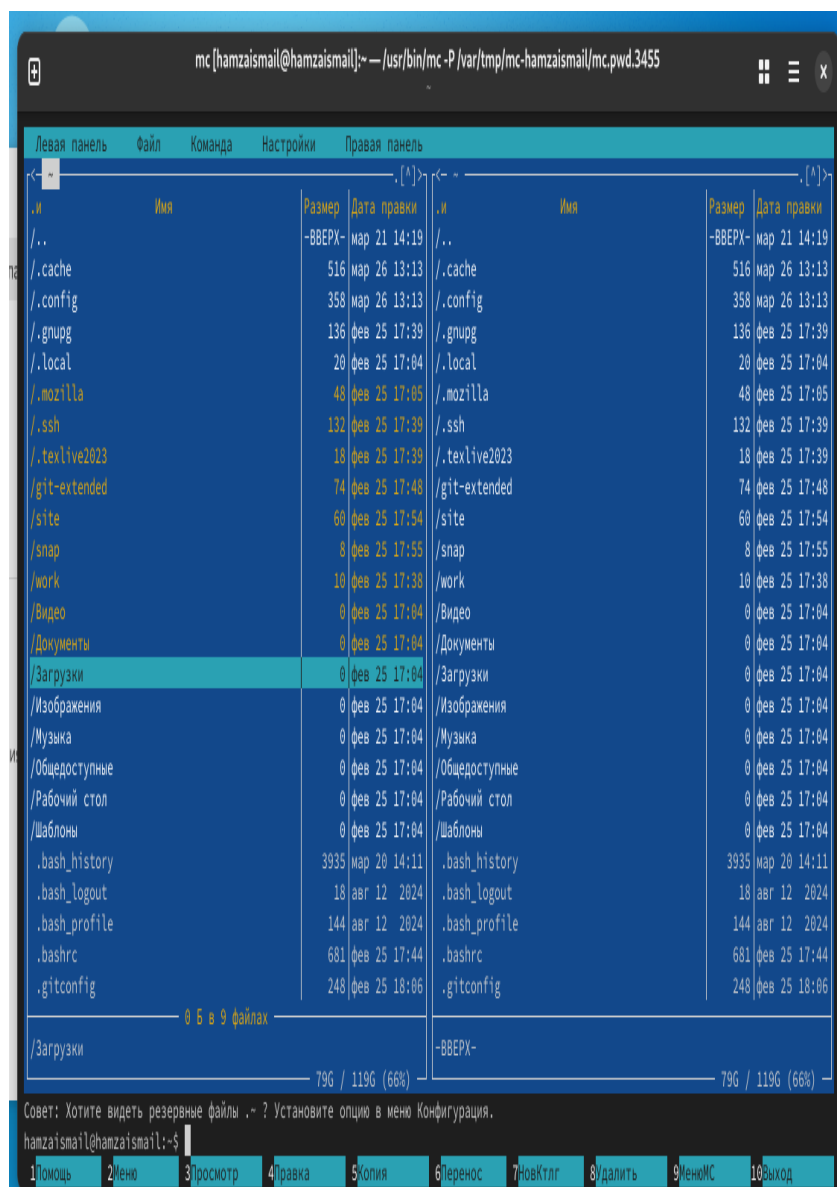 mc [hamzaismail@hamzaismail]:~ — /usr/bin/mc -P /var/tmp/mc-hamzaismail/mc.pwd.3455
~
Левая панель Файл Команда Настройки Правая панель
<- ~ .[^]> <- ~ .[^]>
.и Имя Размер Дата правки .и Имя Размер Дата правки
/.. -ВВЕРХ- мар 21 14:19 /.. -ВВЕРХ- мар 21 14:19
/.cache 516 мар 26 13:13 /.cache 516 мар 26 13:13
/.config 358 мар 26 13:13 /.config 358 мар 26 13:13
/.gnupg 136 фев 25 17:39 /.gnupg 136 фев 25 17:39
/.local 20 фев 25 17:04 /.local 20 фев 25 17:04
/.mozilla 48 фев 25 17:05 /.mozilla 48 фев 25 17:05
/.ssh 132 фев 25 17:39 /.ssh 132 фев 25 17:39
/.texlive2023 18 фев 25 17:39 /.texlive2023 18 фев 25 17:39
/git-extended 74 фев 25 17:48 /git-extended 74 фев 25 17:48
/site 60 фев 25 17:54 /site 60 фев 25 17:54
/snap 8 фев 25 17:55 /snap 8 фев 25 17:55
/work 10 фев 25 17:38 /work 10 фев 25 17:38
/Видео 0 фев 25 17:04 /Видео 0 фев 25 17:04
/Документы 0 фев 25 17:04 /Документы 0 фев 25 17:04
/Загрузки 0 фев 25 17:04 /Загрузки 0 фев 25 17:04
/Изображения 0 фев 25 17:04 /Изображения 0 фев 25 17:04
/Музыка 0 фев 25 17:04 /Музыка 0 фев 25 17:04
/Общедоступные 0 фев 25 17:04 /Общедоступные 0 фев 25 17:04
/Рабочий стол 0 фев 25 17:04 /Рабочий стол 0 фев 25 17:04
/Шаблоны 0 фев 25 17:04 /Шаблоны 0 фев 25 17:04
.bash_history 3935 мар 20 14:11 .bash_history 3935 мар 20 14:11
.bash_logout 18 авг 12 2024 .bash_logout 18 авг 12 2024
.bash_profile 144 авг 12 2024 .bash_profile 144 авг 12 2024
.bashrc 681 фев 25 17:44 .bashrc 681 фев 25 17:44
.gitconfig 248 фев 25 18:06 .gitconfig 248 фев 25 18:06
0 Б в 9 файлах
/Загрузки -ВВЕРХ-
79G / 119G (66%) 79G / 119G (66%)
Совет: Хотите видеть резервные файлы .~ ? Установите опцию в меню Конфигурация.
hamzaismail@hamzaismail:~$
1Помощь 2Меню 3Просмотр 4Правка 5Копия 6Перенос 7НовКтлг 8Удалить 9МенюМС 10Выход